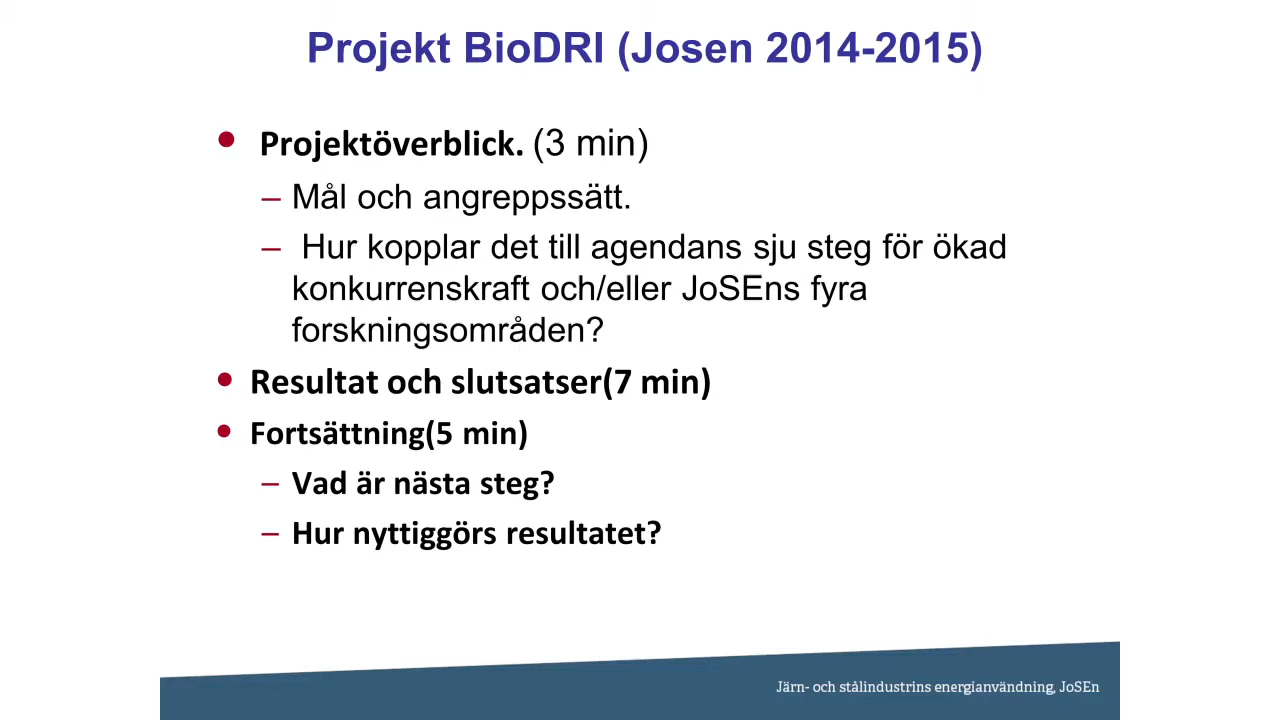 Projekt BioDRI (Josen 2014-2015)
• Projektöverblick. (3 min)
– Mål och angreppssätt.
– Hur kopplar det till agendans sju steg för ökad
konkurrenskraft och/eller JoSEns fyra
forskningsområden?
• Resultat och slutsatser(7 min)
• Fortsättning(5 min)
– Vad är nästa steg?
– Hur nyttiggörs resultatet?
Järn- och stålindustrins energianvändning, JoSEn